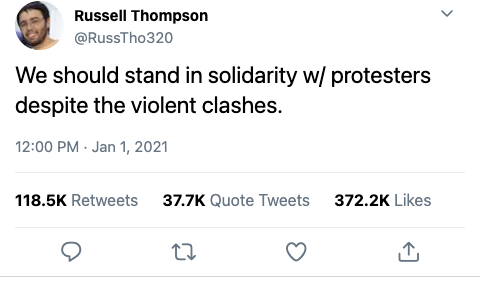 Russell Thompson
@RussTho320
We should stand in solidarity w/ protesters
despite the violent clashes.
12:00 PM · Jan 1, 2021
118.5K Retweets 37.7K Quote Tweets 372.2K Likes